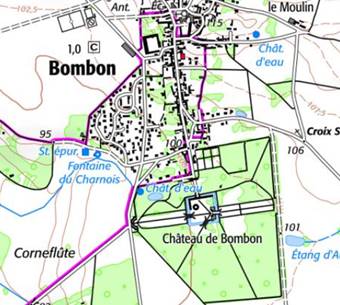 102,5
Ant.
le Moulin
115
Chât.
d'eau
1,0 C
Bombon
107,5
95
100
Croix S
St. épur.
106
Fontaine
du Charnois
Chât. d'eau
101
Château de Bombon
Étang d'A
Corneflûte